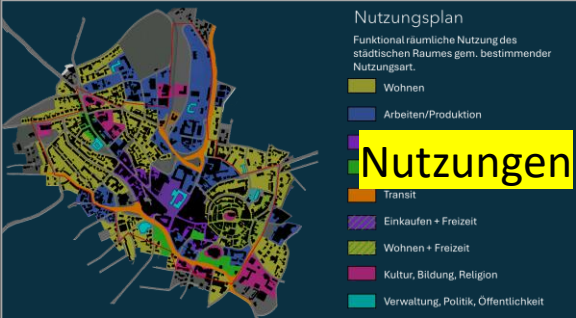 Nutzungsplan
Funktional räumliche Nutzung des
städtischen Raumes gem. bestimmender
Nutzungsart.
Wohnen
Arbeiten/Produktion
Nutzungen
Transit
Einkaufen + Freizeit
Wohnen + Freizeit
Kultur, Bildung, Religion
Verwaltung, Politik, Öffentlichkeit